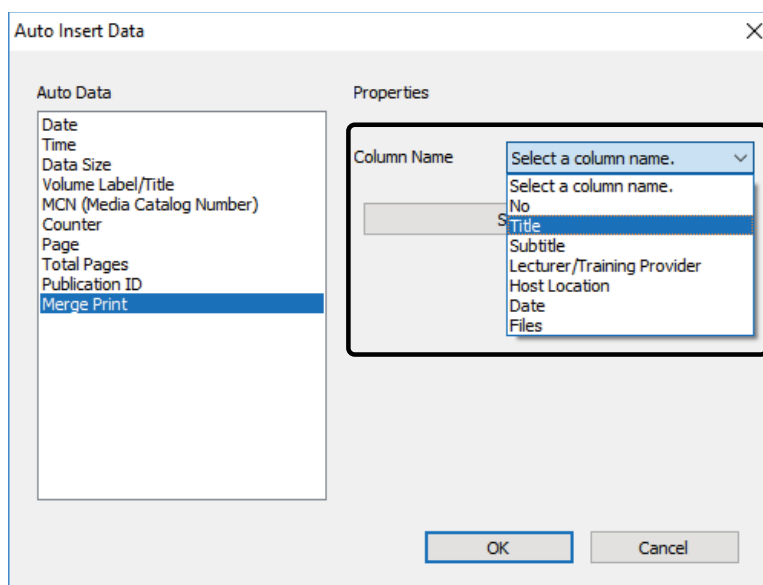 Auto Insert Data
Auto Data
Date
Time
Data Size
Volume Label/Title
MCN (Media Catalog Number)
Counter
Page
Total Pages
Publication ID
Merge Print
Properties
Column Name
Select a column name.
Select a column name.
No
Title
Subtitle
Lecturer/Training Provider
Host Location
Date
Files
OK
Cancel